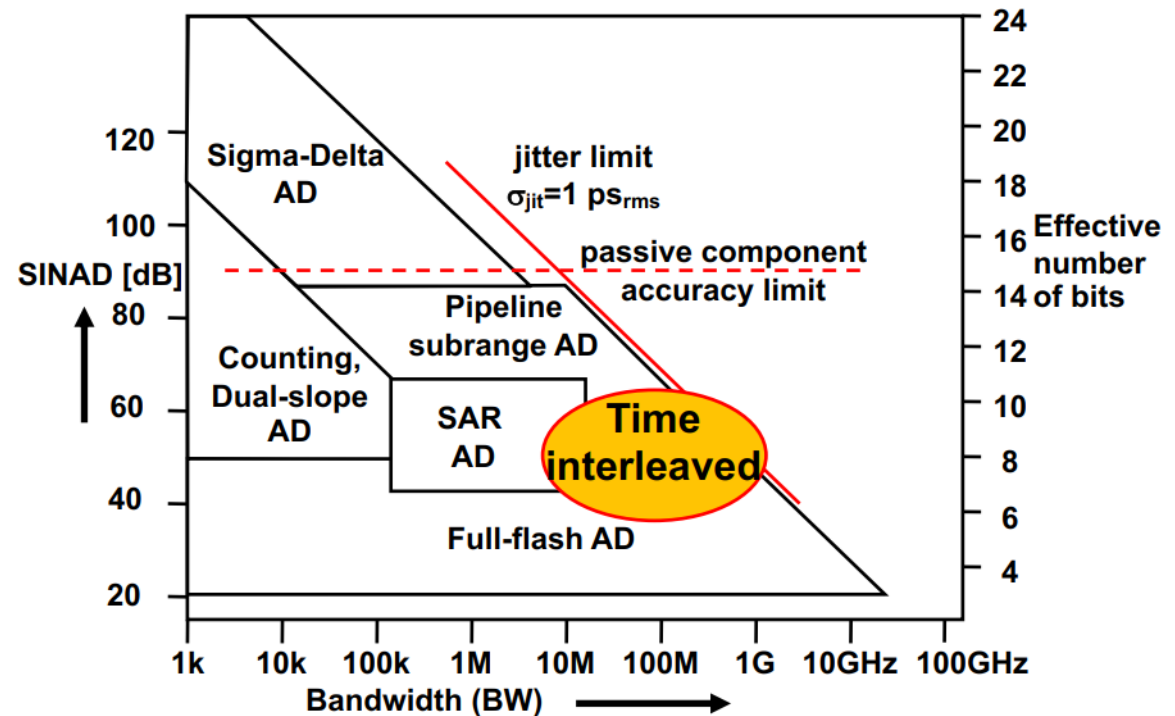 SINAD [dB]
120
100
80
60
40
20
Sigma-Delta
AD
jitter limit
σjit=1 psrms
passive component
accuracy limit
Pipeline
subrange AD
Counting,
Dual-slope
AD
SAR
AD
Time
interleaved
Full-flash AD
24
22
20
18
16
14
12
10
8
6
4
Effective
number
of bits
1k 10k 100k 1M 10M 100M 1G 10GHz 100GHz
Bandwidth (BW)